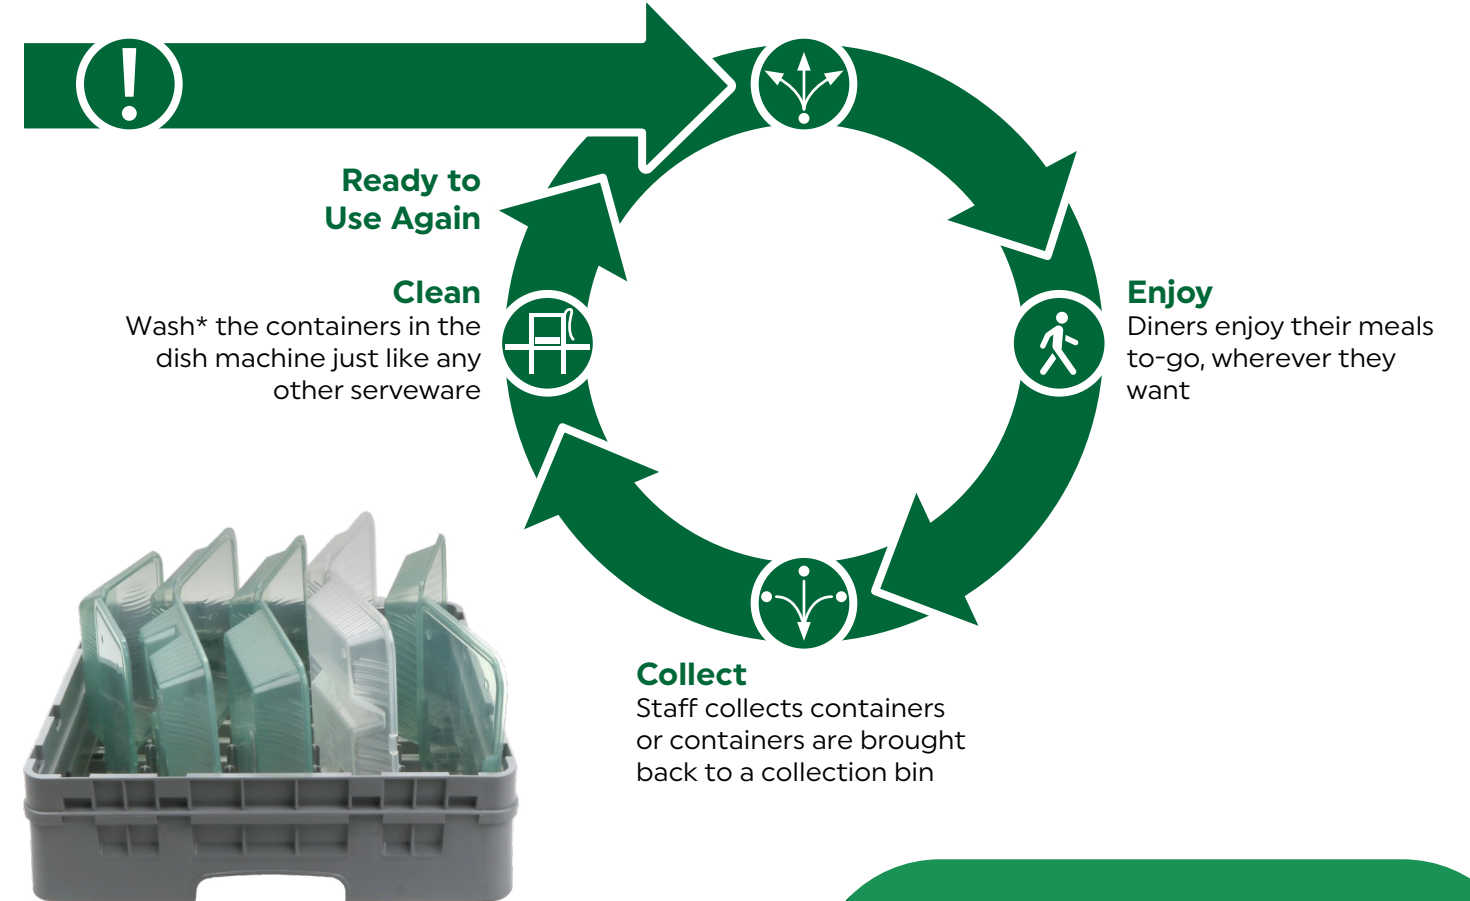 Ready to
Use Again
Clean
Wash* the containers in the
dish machine just like any
other serveware
Enjoy
Diners enjoy their meals
to-go, wherever they
want
Collect
Staff collects containers
or containers are brought
back to a collection bin